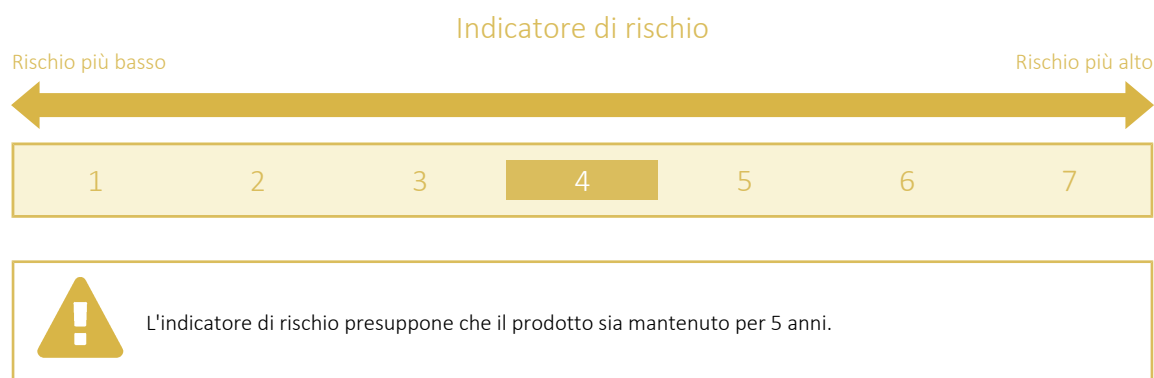 Indicatore di rischio
Rischio più basso
Rischio più alto
1 2 3 4 5 6 7
L'indicatore di rischio presuppone che il prodotto sia mantenuto per 5 anni.